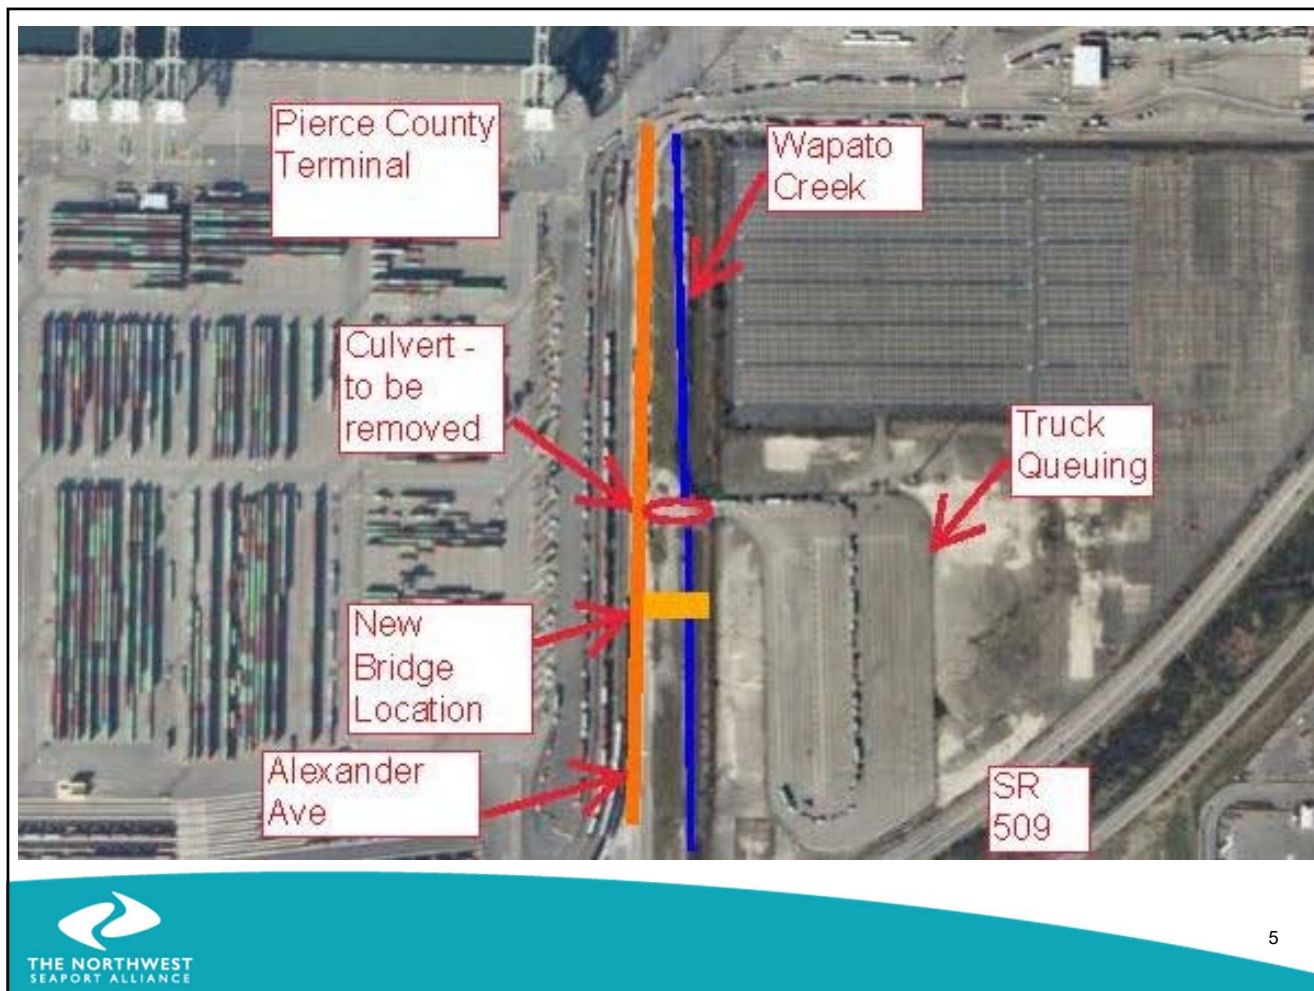 Pierce County
Terminal
Wapato
Creek
Culvert -
to be
removed
Truck
Queuing
New
Bridge
Location
Alexander
Ave
SR
509
THE NORTHWEST
SEAPORT ALLIANCE
5